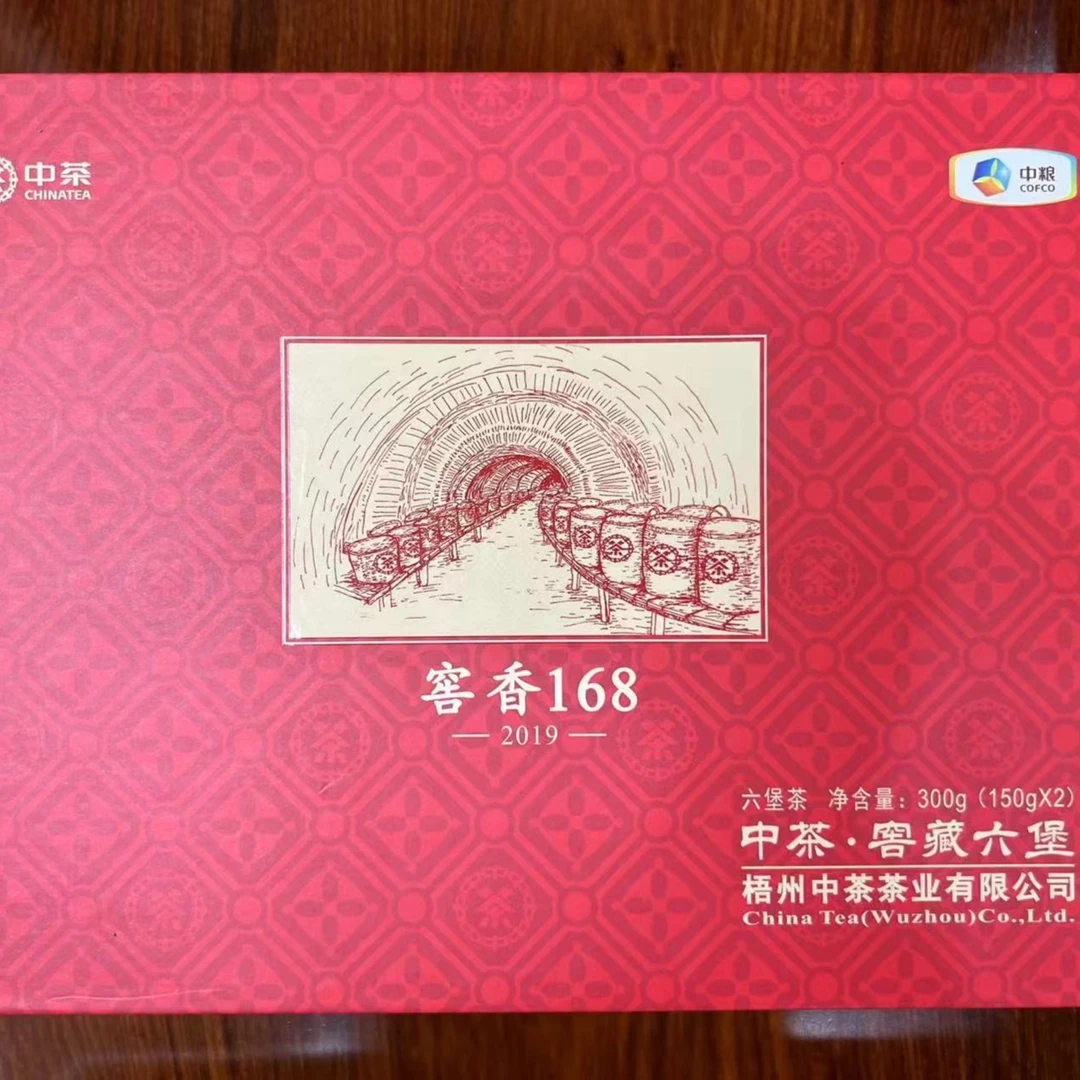 中茶
CHINATEA
中粮
COFCO
窖香168
2019
六堡茶 净含量：300g（150gX2）
中茶·窖藏六堡
梧州中茶茶业有限公司
China Tea(Wuzhou)Co.,Ltd.